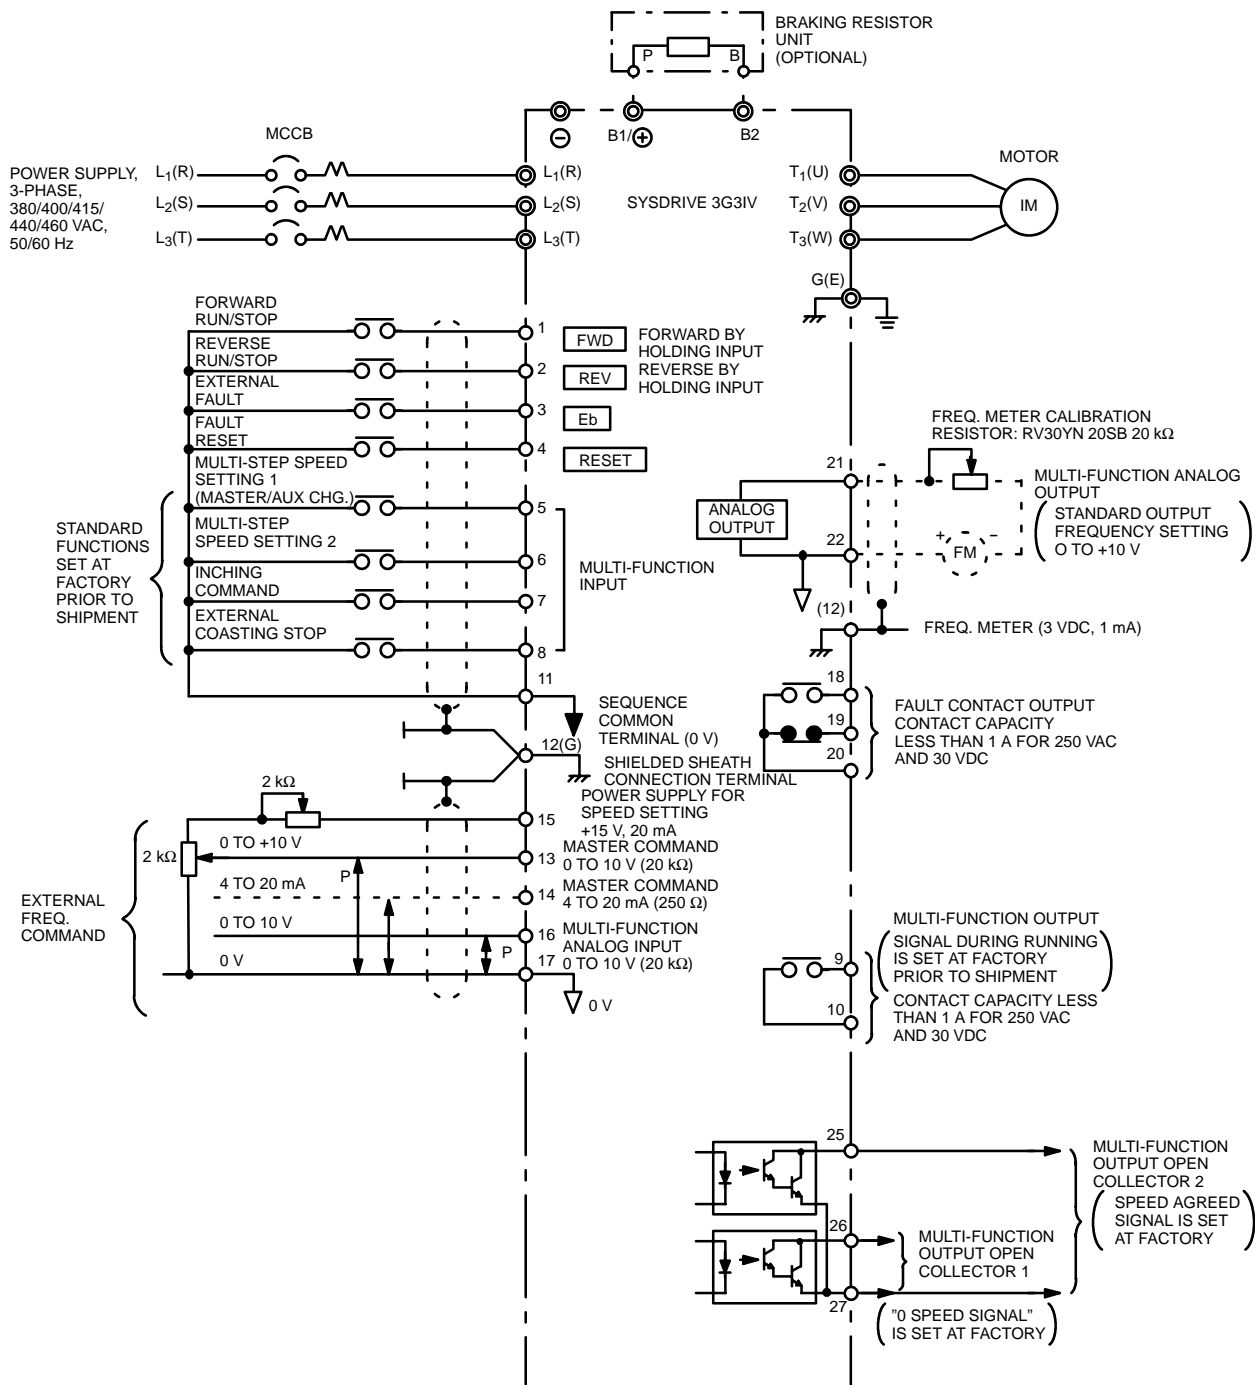 BRAKING RESISTOR
UNIT
(OPTIONAL)
P
B
−
B1/+
B2
MCCB
MOTOR
POWER SUPPLY,
3-PHASE,
380/400/415/
440/460 VAC,
50/60 Hz
L1(R)
L2(S)
L3(T)
L1(R)
L2(S)
L3(T)
SYSDRIVE 3G3IV
T1(U)
T2(V)
T3(W)
IM
G(E)
FORWARD
RUN/STOP
REVERSE
RUN/STOP
EXTERNAL
FAULT
FAULT
RESET
MULTI-STEP SPEED
SETTING 1
(MASTER/AUX CHG.)
MULTI-STEP
SPEED SETTING 2
INCHING
COMMAND
EXTERNAL
COASTING STOP
STANDARD
FUNCTIONS
SET AT
FACTORY
PRIOR TO
SHIPMENT
1
2
3
4
5
6
7
8
11
12(G)
FWD
FORWARD BY
HOLDING INPUT
REV
REVERSE BY
HOLDING INPUT
Eb
RESET
MULTI-FUNCTION
INPUT
SEQUENCE
COMMON
TERMINAL (0 V)
SHIELDED SHEATH
CONNECTION TERMINAL
POWER SUPPLY FOR
SPEED SETTING
+15 V, 20 mA
MASTER COMMAND
0 TO 10 V (20 kΩ)
MASTER COMMAND
4 TO 20 mA (250 Ω)
MULTI-FUNCTION
ANALOG INPUT
0 TO 10 V (20 kΩ)
0 V
15
13
14
16
17
EXTERNAL
FREQ.
COMMAND
2 kΩ
2 kΩ
0 TO +10 V
P
4 TO 20 mA
0 TO 10 V
P
0 V
FREQ. METER CALIBRATION
RESISTOR: RV30YN 20SB 20 kΩ
21
ANALOG
OUTPUT
22
+
FM
−
MULTI-FUNCTION ANALOG
OUTPUT
STANDARD OUTPUT
FREQUENCY SETTING
O TO +10 V
(12)
FREQ. METER (3 VDC, 1 mA)
18
19
20
FAULT CONTACT OUTPUT
CONTACT CAPACITY
LESS THAN 1 A FOR 250 VAC
AND 30 VDC
MULTI-FUNCTION OUTPUT
(SIGNAL DURING RUNNING
IS SET AT FACTORY
PRIOR TO SHIPMENT)
9
10
CONTACT CAPACITY LESS
THAN 1 A FOR 250 VAC
AND 30 VDC
25
26
27
MULTI-FUNCTION
OUTPUT OPEN
COLLECTOR 2
(SPEED AGREED
SIGNAL IS SET
AT FACTORY)
MULTI-FUNCTION
OUTPUT OPEN
COLLECTOR 1
("0 SPEED SIGNAL"
IS SET AT FACTORY)